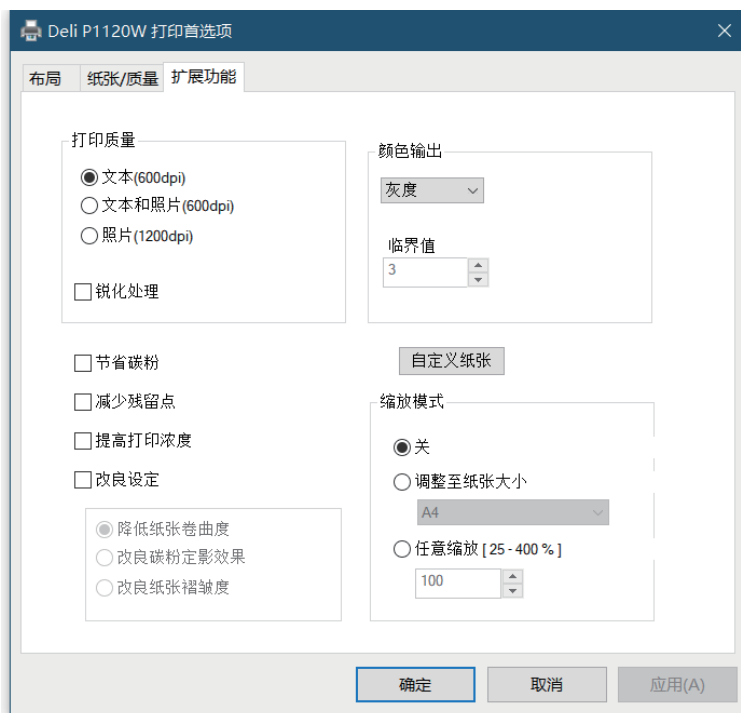 Deli P1120W 打印首选项
布局 纸张/质量 扩展功能
打印质量
文本(600dpi)
文本和照片(600dpi)
照片(1200dpi)
锐化处理
颜色输出
灰度
临界值
3
节省碳粉
减少残留点
提高打印浓度
改良设定
降低纸张卷曲度
改良碳粉定影效果
改良纸张褶皱度
自定义纸张
缩放模式
关
调整至纸张大小
A4
任意缩放 [ 25 - 400 % ]
100
确定 取消 应用(A)